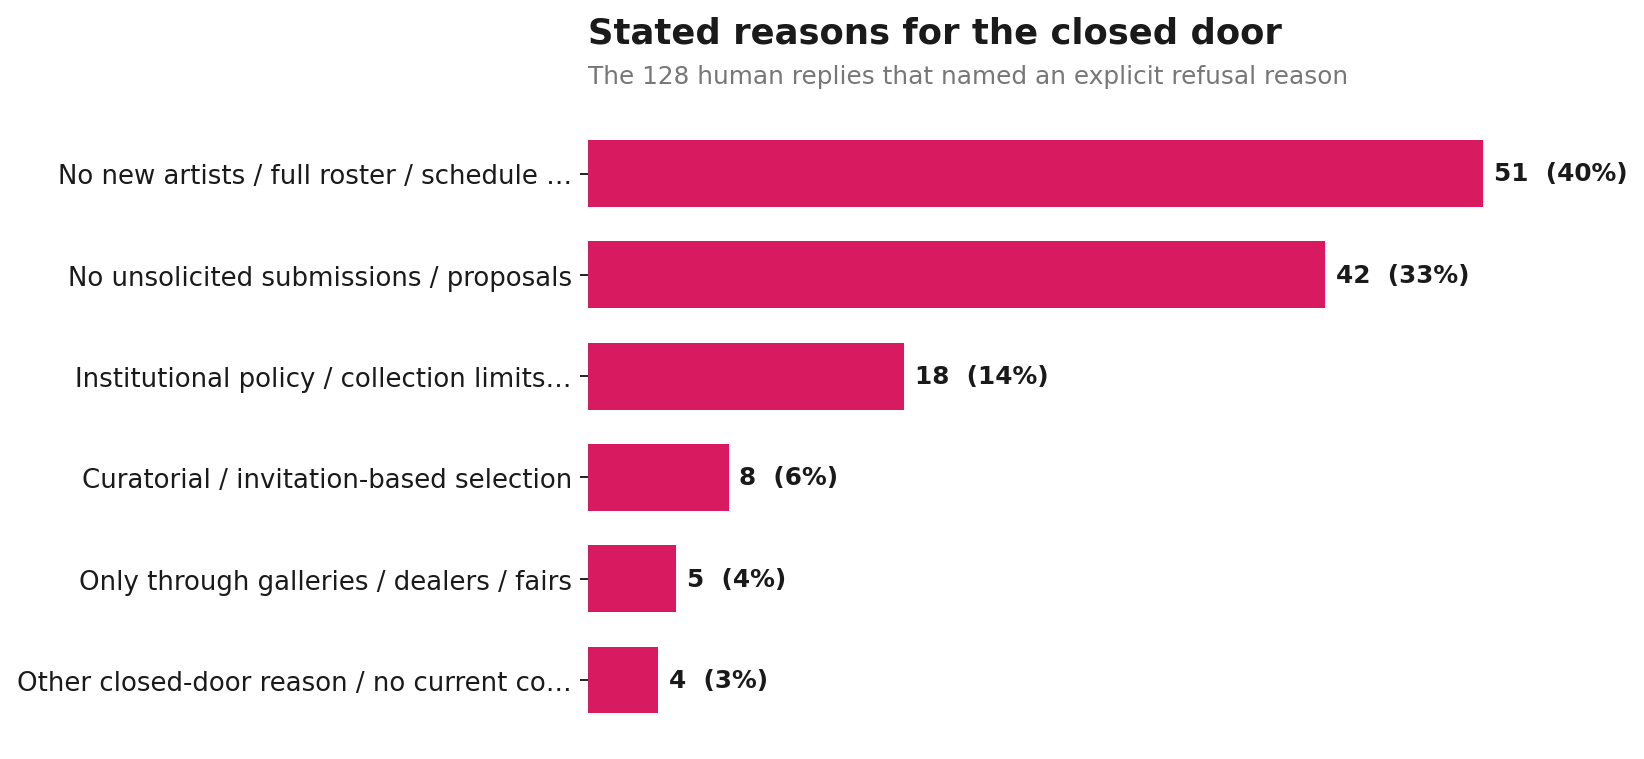 Stated reasons for the closed door
The 128 human replies that named an explicit refusal reason
No new artists / full roster / schedule … 51 (40%)
No unsolicited submissions / proposals 42 (33%)
Institutional policy / collection limits… 18 (14%)
Curatorial / invitation-based selection 8 (6%)
Only through galleries / dealers / fairs 5 (4%)
Other closed-door reason / no current co… 4 (3%)